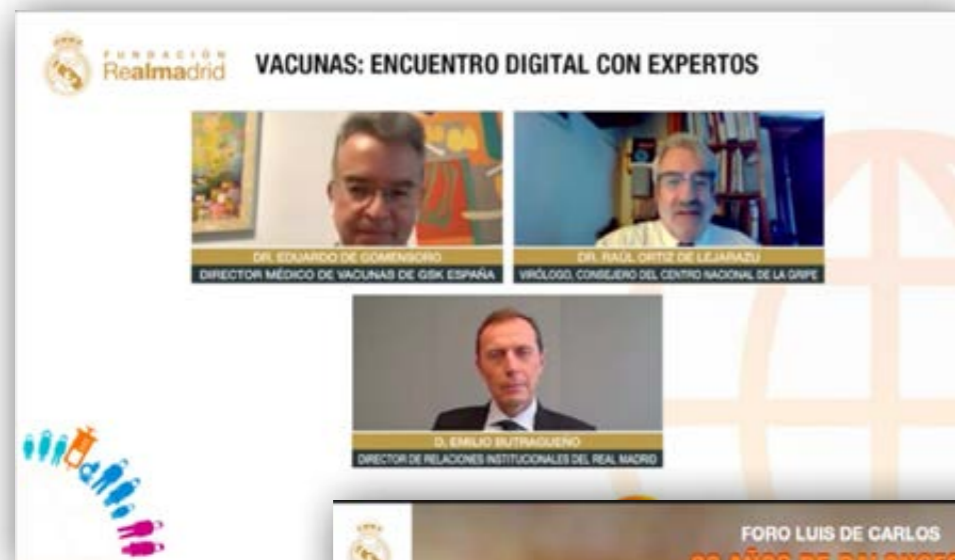 FUNDACIÓN
Realmadrid
VACUNAS: ENCUENTRO DIGITAL CON EXPERTOS
DR. EDUARDO DE GOMENSORO
DIRECTOR MÉDICO DE VACUNAS DE GSK ESPAÑA
DR. RAÚL ORTIZ DE LEJARAZU
VIRÓLOGO, CONSEJERO DEL CENTRO NACIONAL DE LA GRIPE
D. EMILIO BUTRAGUEÑO
DIRECTOR DE RELACIONES INSTITUCIONALES DEL REAL MADRID
FORO LUIS DE CARLOS